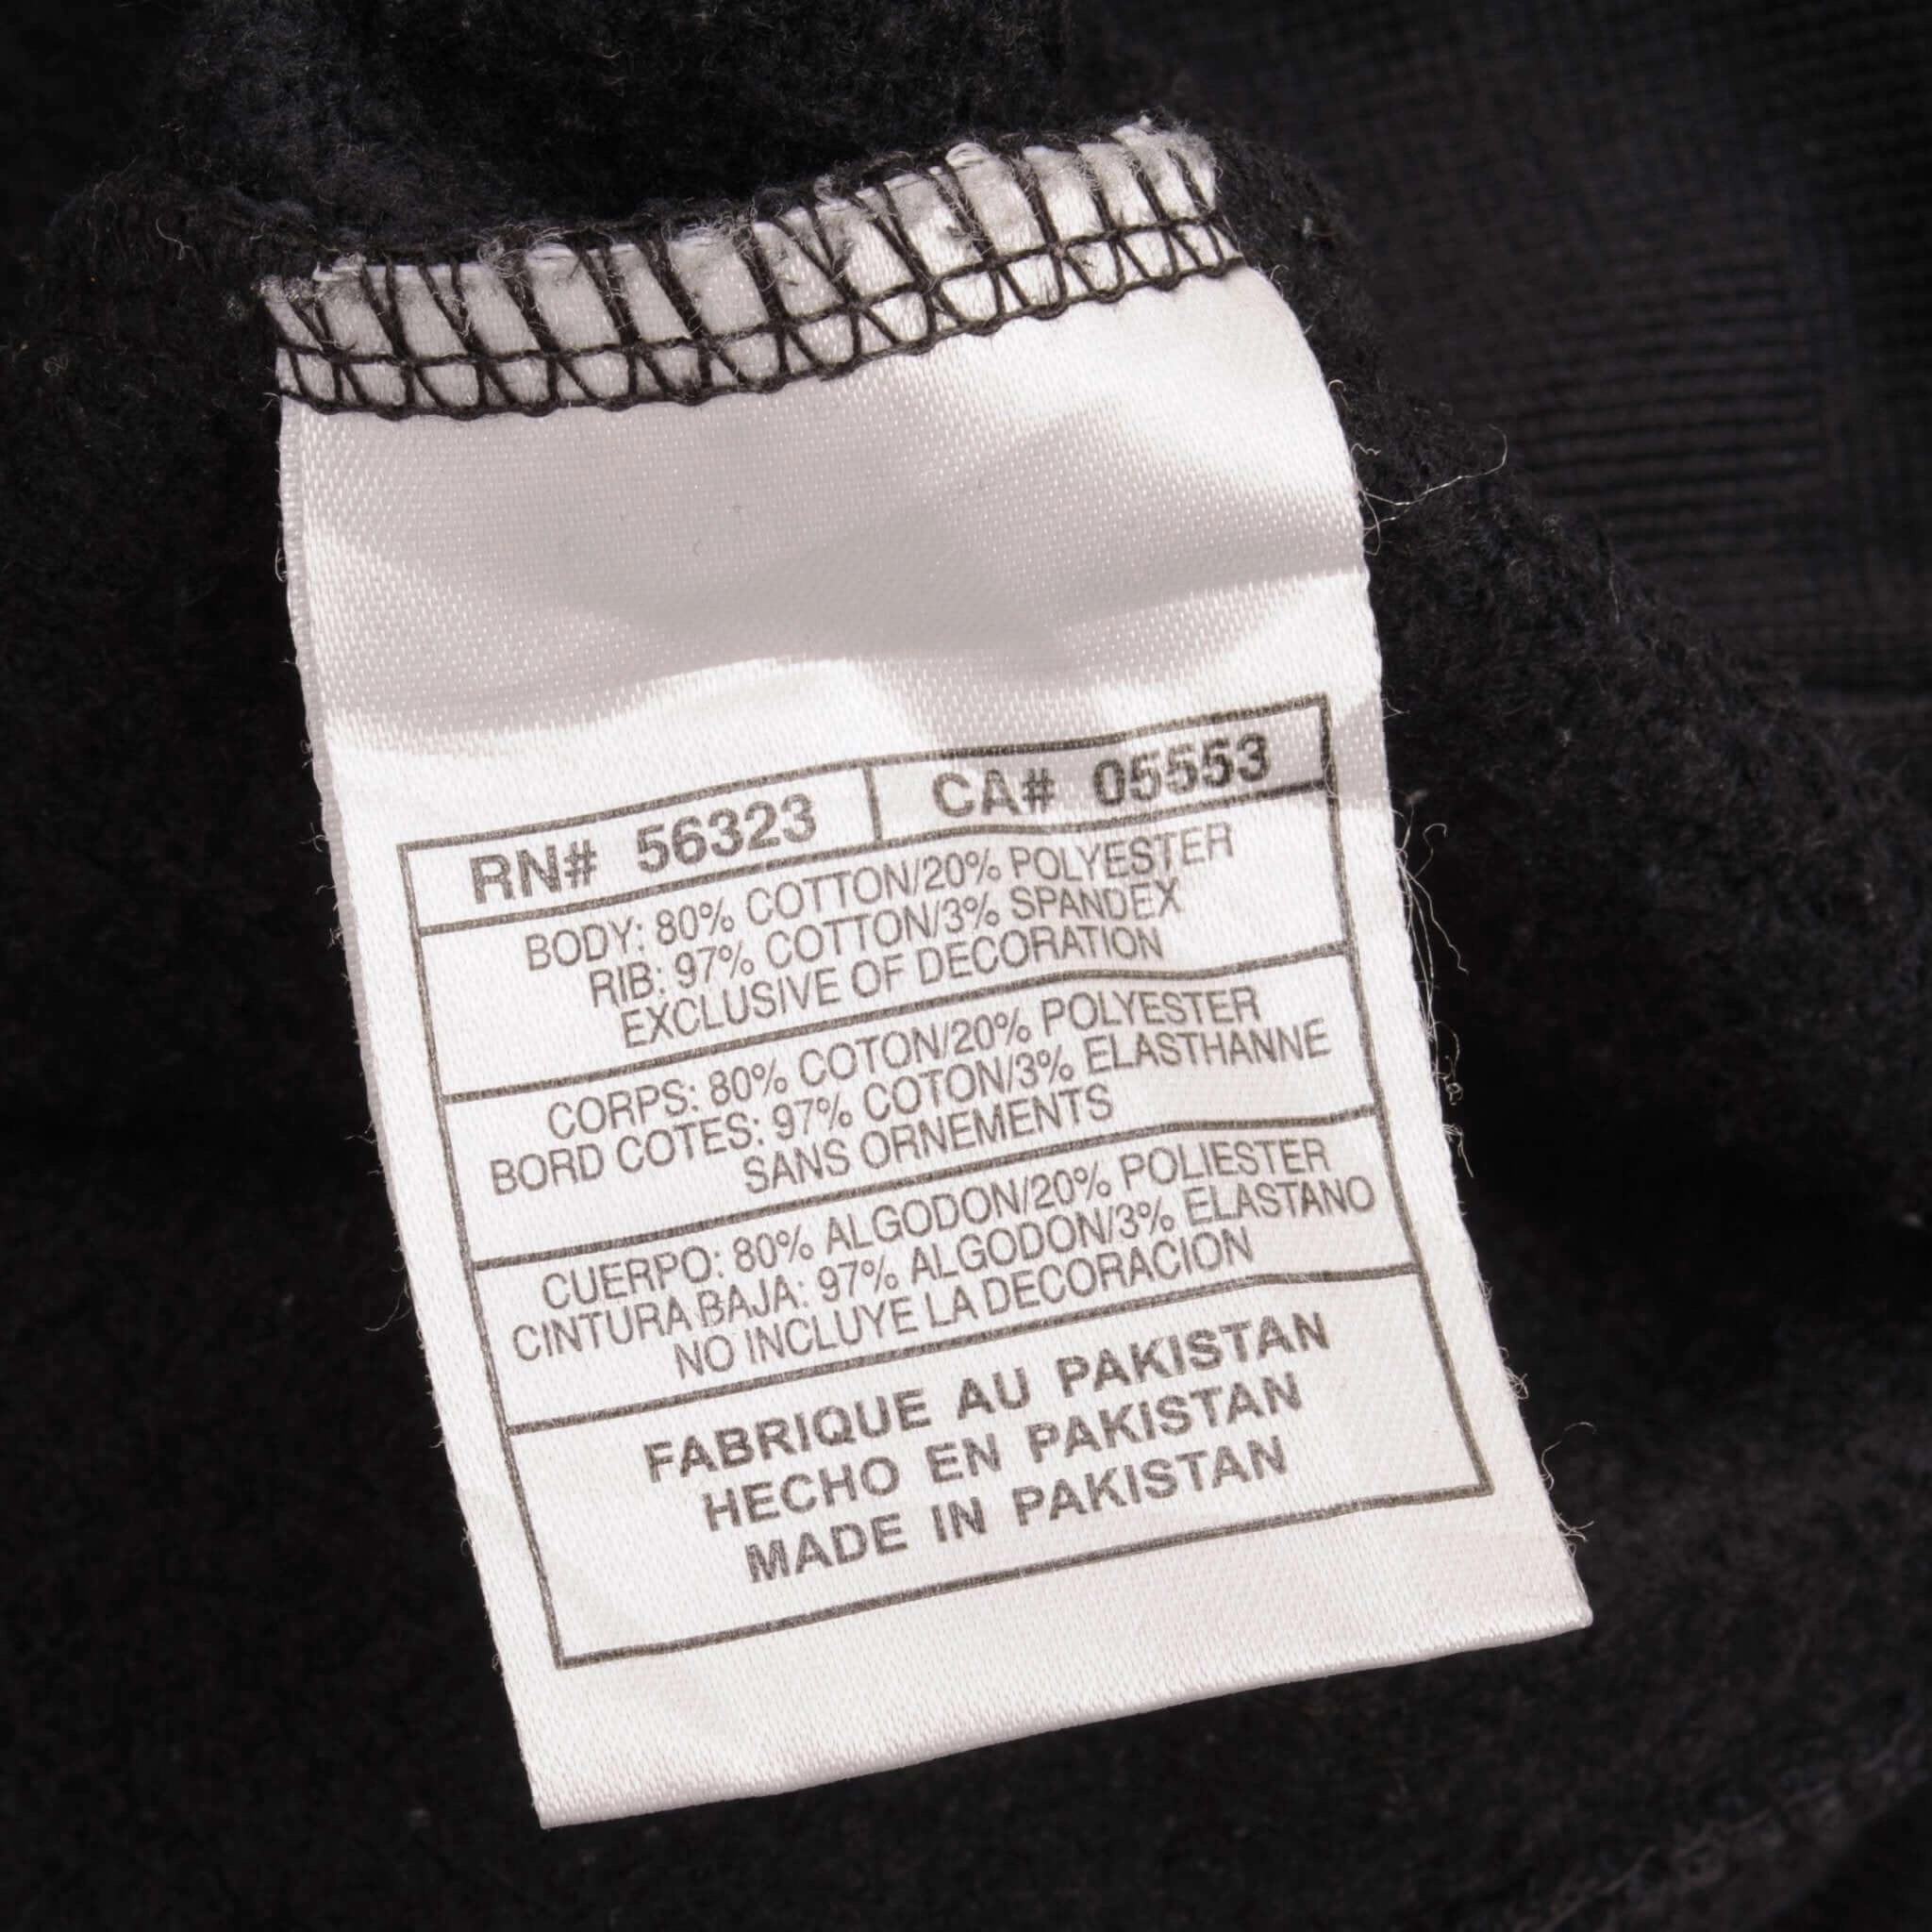 RN# 56323 CA# 05553
BODY: 80% COTTON/20% POLYESTER
RIB: 97% COTTON/3% SPANDEX
EXCLUSIVE OF DECORATION
CORPS: 80% COTON/20% POLYESTER
BORD COTES: 97% COTON/3% ELASTHANNE
SANS ORNEMENTS
CUERPO: 80% ALGODON/20% POLIESTER
CINTURA BAJA: 97% ALGODON/3% ELASTANO
NO INCLUYE LA DECORACION
FABRIQUE AU PAKISTAN
HECHO EN PAKISTAN
MADE IN PAKISTAN